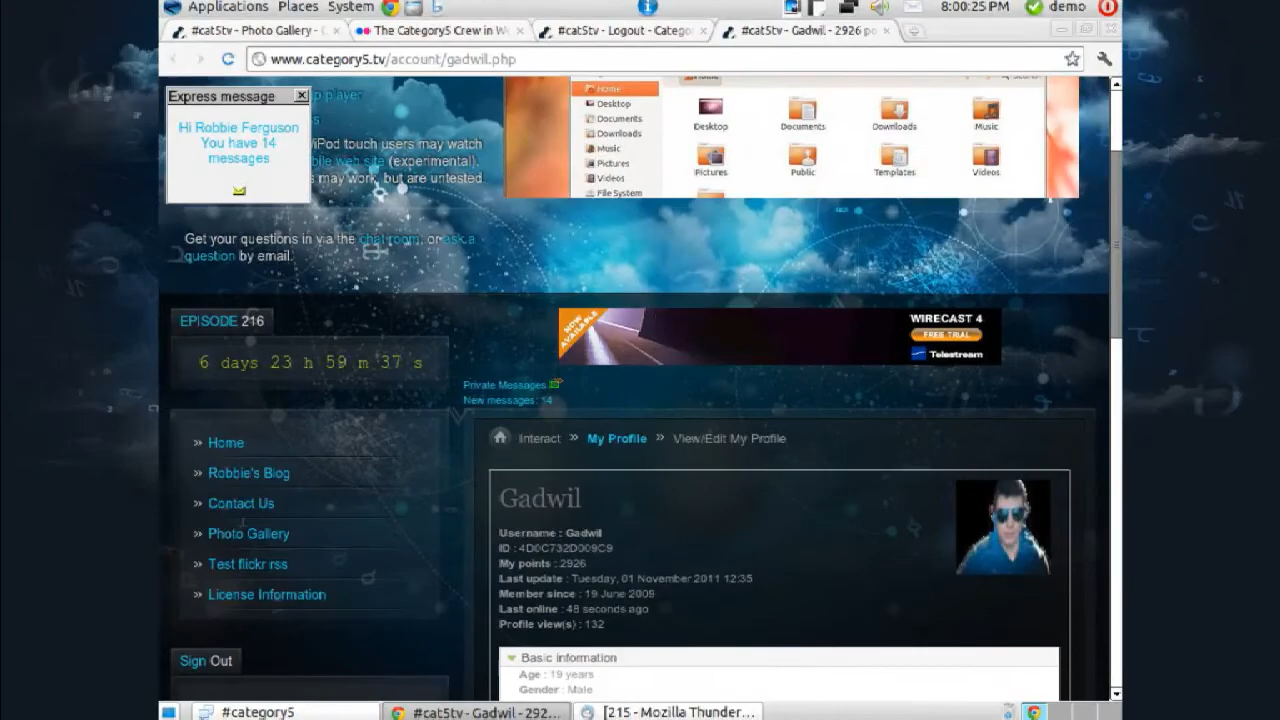 Applications Places System 8:00:25 PM demo
#cat5tv - Photo Gallery - The Category5 Crew in W #cat5tv - Logout - Catego #cat5tv - Gadwil - 2926 po
www.category5.tv/account/gadwil.php
Express message
Hi Robbie Ferguson
You have 14
messages
p player
iPod touch users may watch
bile web site (experimental).
s may work, but are untested.
Get your questions in via the chat room, or ask a
question by email.
Home
Desktop
Documents
Downloads
Music
Pictures
Videos
File System
Desktop Documents Downloads Music
Pictures Public Templates Videos
EPISODE 216
6 days 23 h 59 m 37 s
NOW
AVAILABLE
WIRECAST 4
FREE TRIAL
Telestream
Private Messages
New messages: 14
» Home
» Robbie's Blog
» Contact Us
» Photo Gallery
» Test flickr rss
» License Information
Sign Out
Interact » My Profile » View/Edit My Profile
Gadwil
Username : Gadwil
ID : 4D0C732D009C9
My points : 2926
Last update : Tuesday, 01 November 2011 12:35
Member since : 19 June 2009
Last online : 48 seconds ago
Profile view(s) : 132
Basic information
Age : 19 years
Gender : Male
#category5 #cat5tv - Gadwil - 292... [215 - Mozilla Thunder...